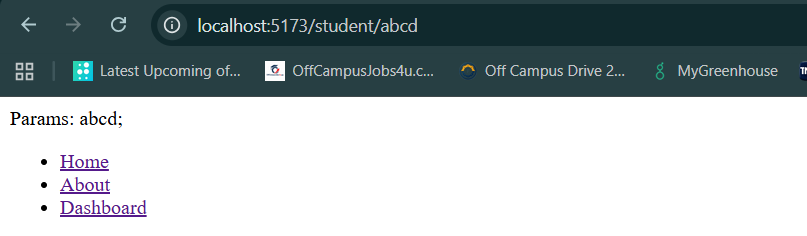 localhost:5173/student/abcd
Latest Upcoming of... OffCampusJobs4u.c... Off Campus Drive 2... MyGreenhouse
Params: abcd;
Home
About
Dashboard